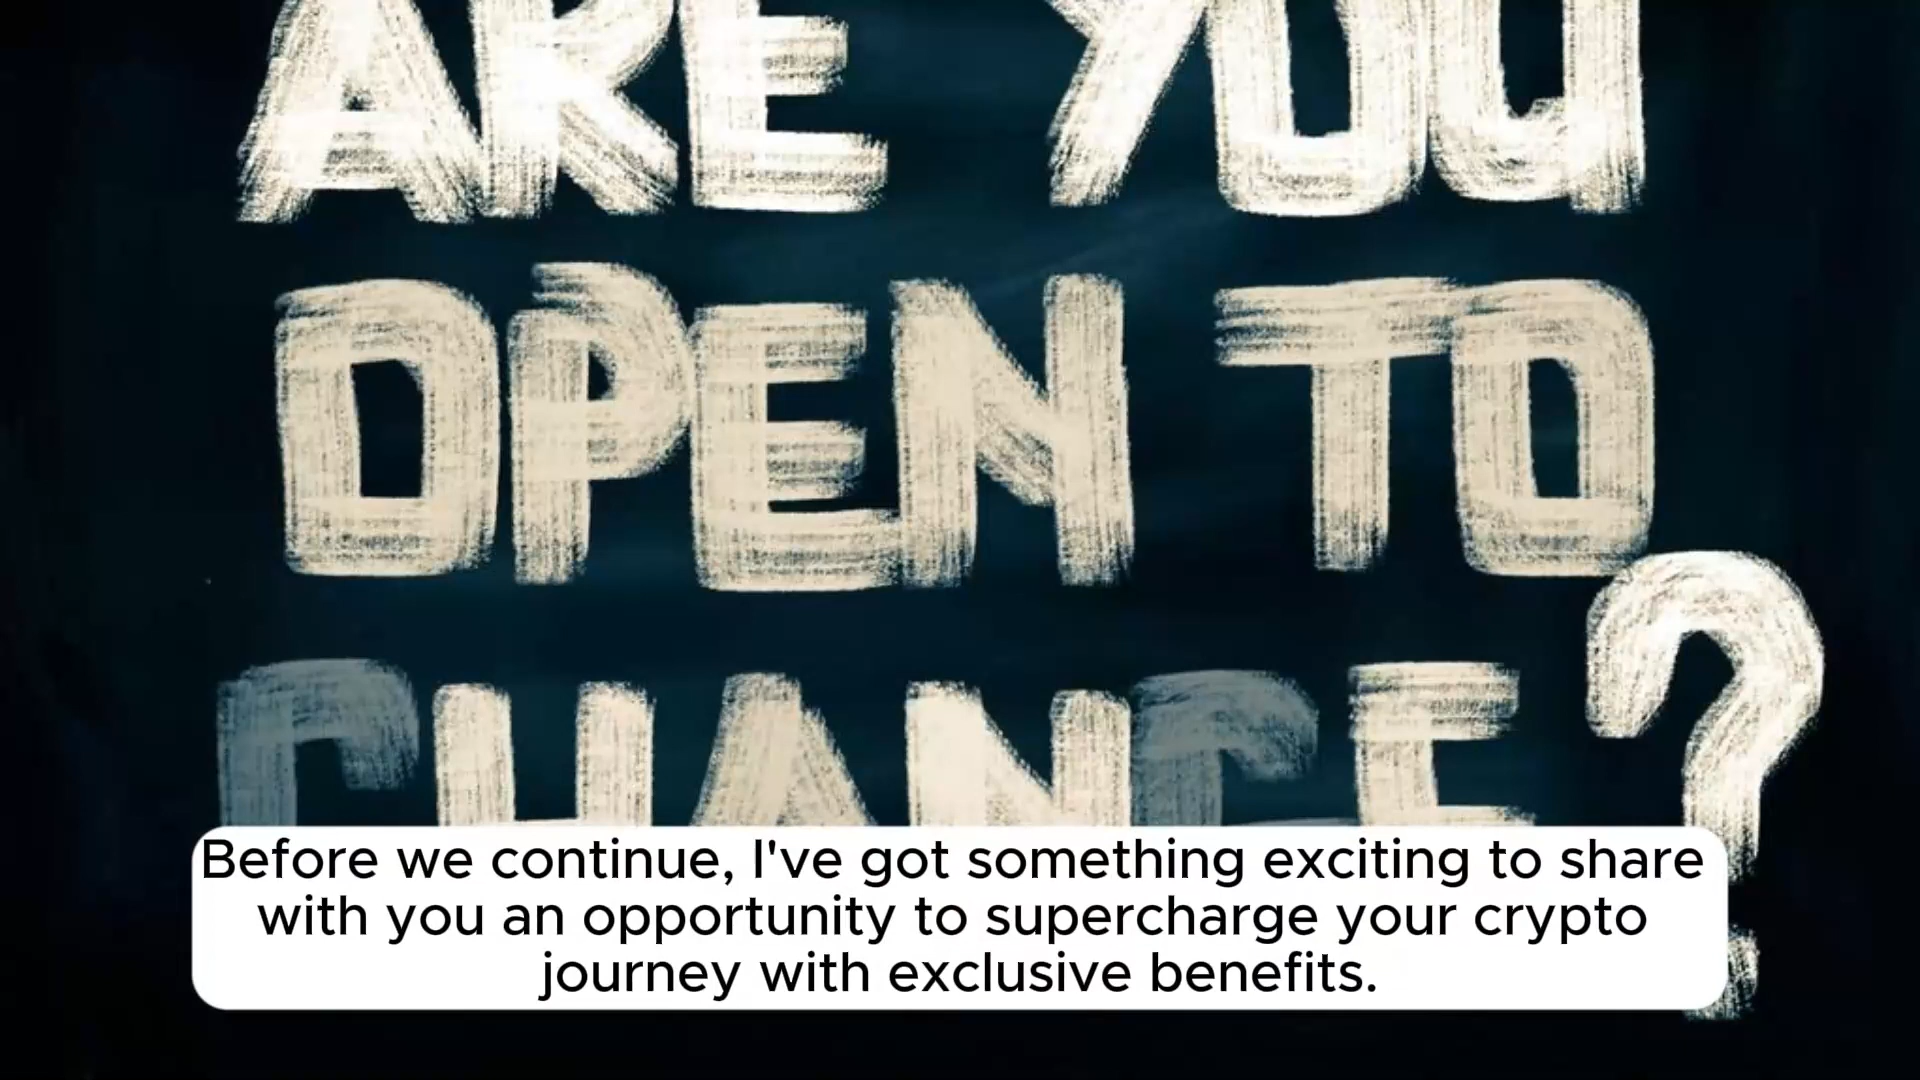 ARE YOU
OPEN TO
CHANGE?
Before we continue, I've got something exciting to share
with you an opportunity to supercharge your crypto
journey with exclusive benefits.